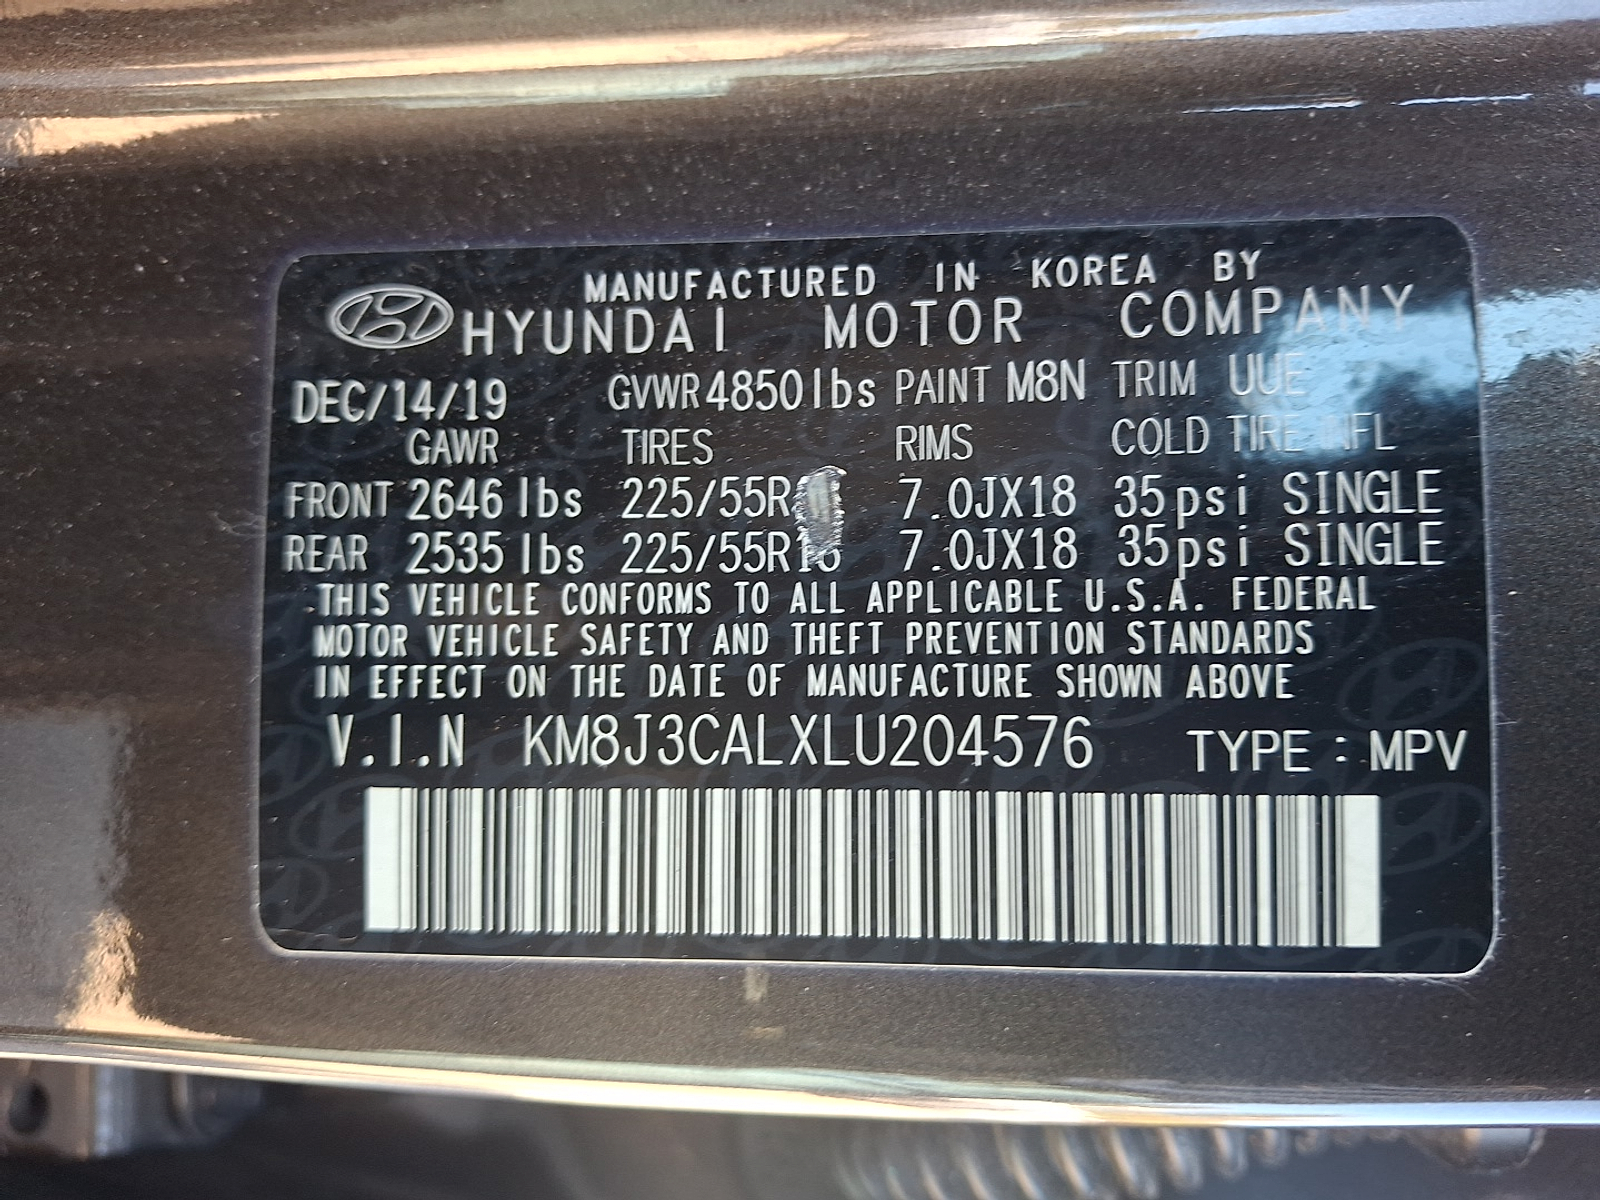 MANUFACTURED IN KOREA BY
HYUNDAI MOTOR COMPANY
DEC/14/19 GVWR 4850lbs PAINT M8N TRIM UUE
GAWR TIRES RIMS COLD TIRE INFL
FRONT 2646 lbs 7.0JX18 35psi SINGLE
REAR 2535 lbs 225/55R18 7.0JX18 35psi SINGLE
THIS VEHICLE CONFORMS TO ALL APPLICABLE U.S.A. FEDERAL
MOTOR VEHICLE SAFETY AND THEFT PREVENTION STANDARDS
IN EFFECT ON THE DATE OF MANUFACTURE SHOWN ABOVE
V.I.N KM8J3CALXLU204576 TYPE : MPV